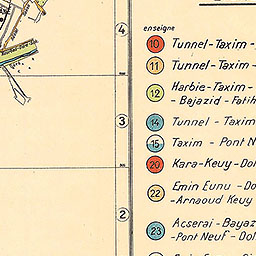 enseigne
4
10 Tunnel-Taxim-
11 Tunnel-Taxim-
12 Harbie-Taxim-
-Bajazid-Fatih
3
14 Tunnel - Taxim
15 Taxim - Pont N
20 Kara-Keuy-Do
22 Emin Eunu-Do
-Arnaoud Keuy
2
23 Acserai-Bayaz
-Pont Neuf-Dol